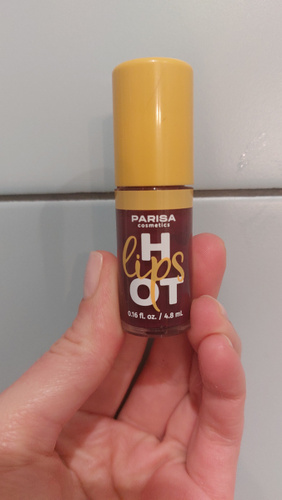 PARISA
cosmetics
H
lips
OT
0.16 fl. oz. / 4.8 mL